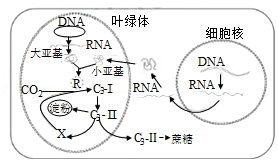 叶绿体
细胞核
DNA
大亚基
RNA
小亚基
R
CO₂
C₃-Ⅰ
淀粉
C₃-Ⅱ
X
C₃-Ⅱ
蔗糖
RNA
DNA
RNA